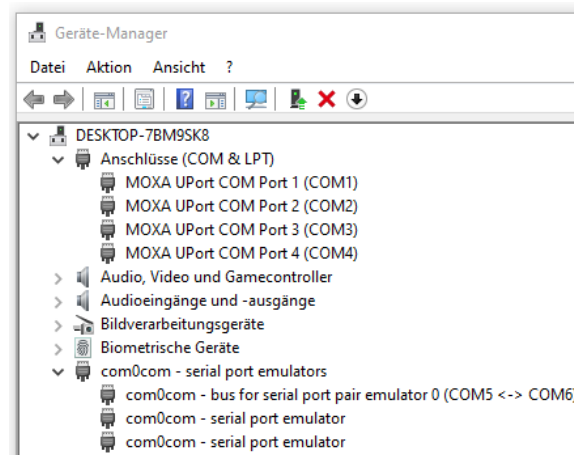 Geräte-Manager
Datei Aktion Ansicht ?
DESKTOP-7BM9SK8
Anschlüsse (COM & LPT)
MOXA UPort COM Port 1 (COM1)
MOXA UPort COM Port 2 (COM2)
MOXA UPort COM Port 3 (COM3)
MOXA UPort COM Port 4 (COM4)
Audio, Video und Gamecontroller
Audioeingänge und -ausgänge
Bildverarbeitungsgeräte
Biometrische Geräte
com0com - serial port emulators
com0com - bus for serial port pair emulator 0 (COM5 <-> COM6)
com0com - serial port emulator
com0com - serial port emulator